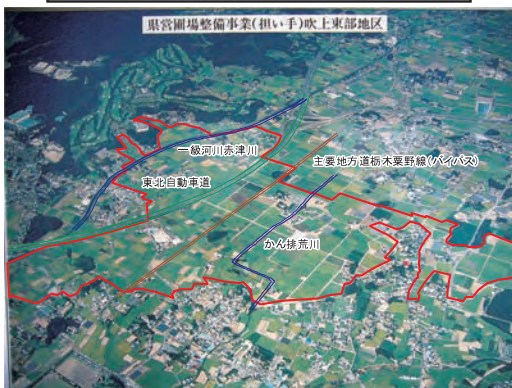 県営圃場整備事業(担い手)吹上東部地区
一級河川赤津川
主要地方道栃木粟野線(バイパス)
東北自動車道
かん排荒川